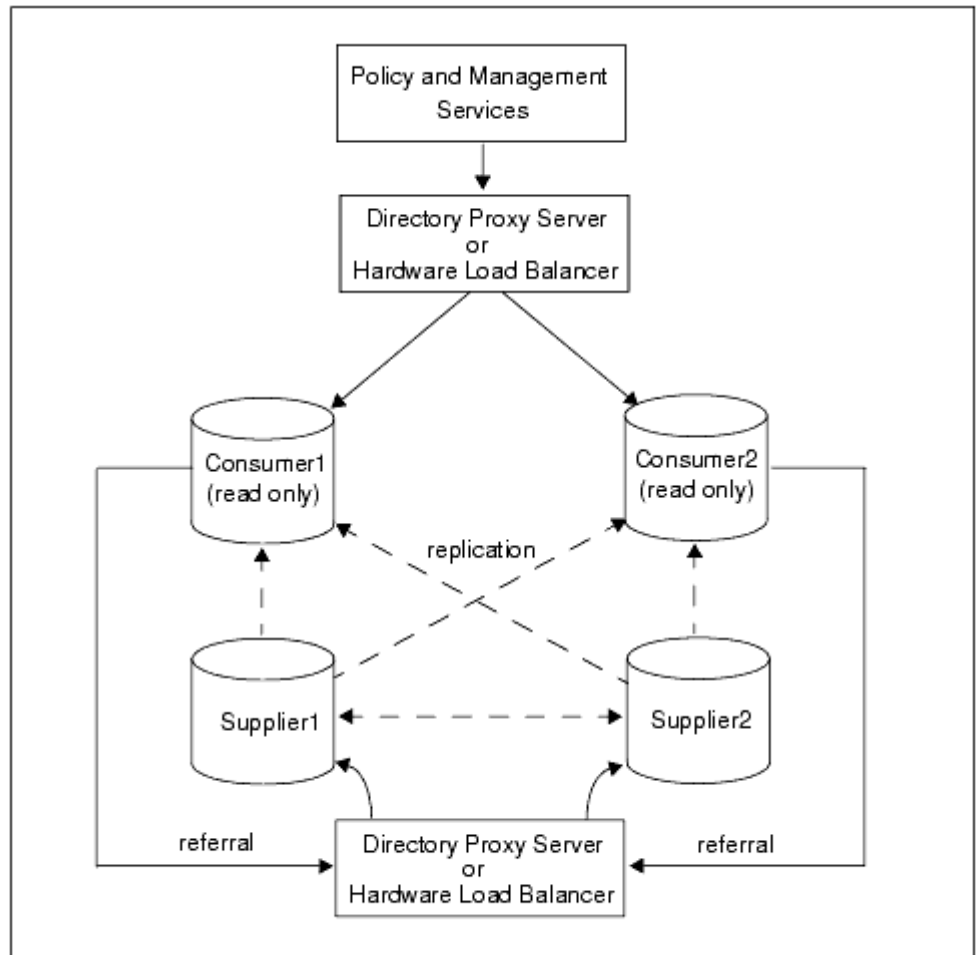 Policy and Management
Services
Directory Proxy Server
or
Hardware Load Balancer
Consumer1
(read only)
Consumer2
(read only)
replication
Supplier1
Supplier2
referral
Directory Proxy Server
or
Hardware Load Balancer
referral